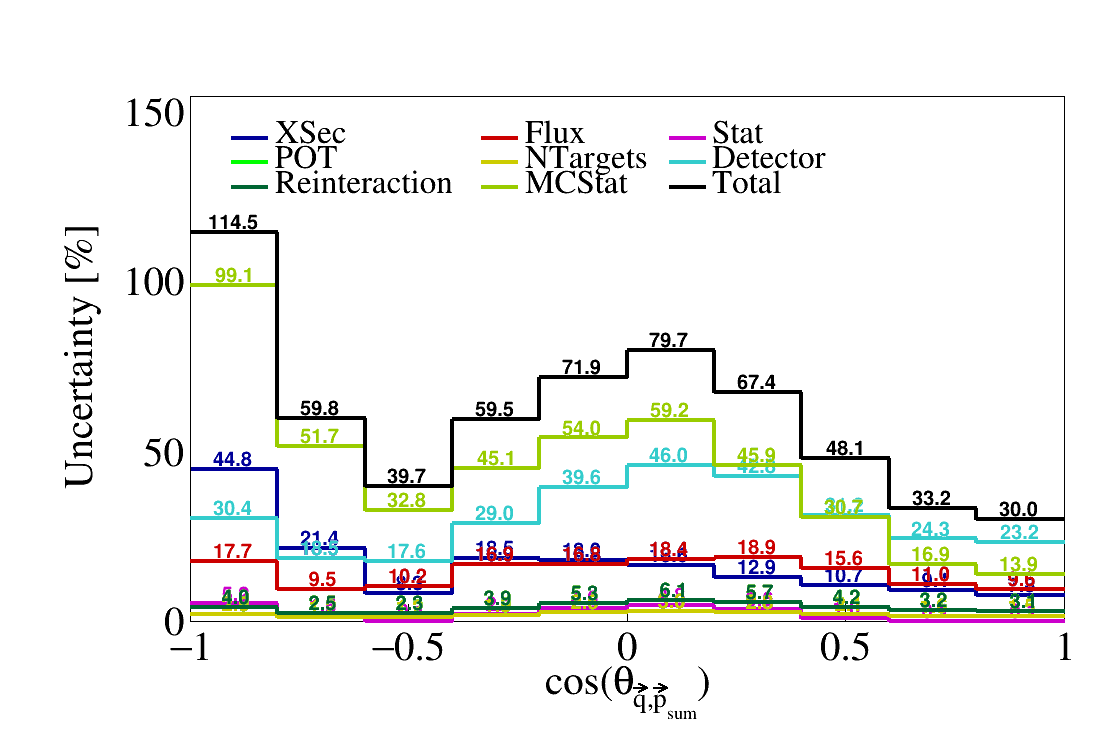 150
XSec Flux Stat
POT NTargets Detector
Reinteraction MCStat Total
114.5
99.1
100
79.7
71.9
67.4
59.8 59.5 59.2
54.0
51.7
50
48.1
45.1 46.0 45.9
44.8
39.7 39.6
32.8 33.2
30.4 29.0 30.7 30.0
24.3 23.2
21.4
17.7 17.6 18.5 18.4 18.9
15.6 16.9
12.9 13.9
9.5 10.2 10.7 11.0
2.5 2.3 3.9 5.3 6.1 5.7 4.2 3.2 3.1
0
−1 −0.5 0 0.5 1
Uncertainty [%]
cos(θq,p sum)